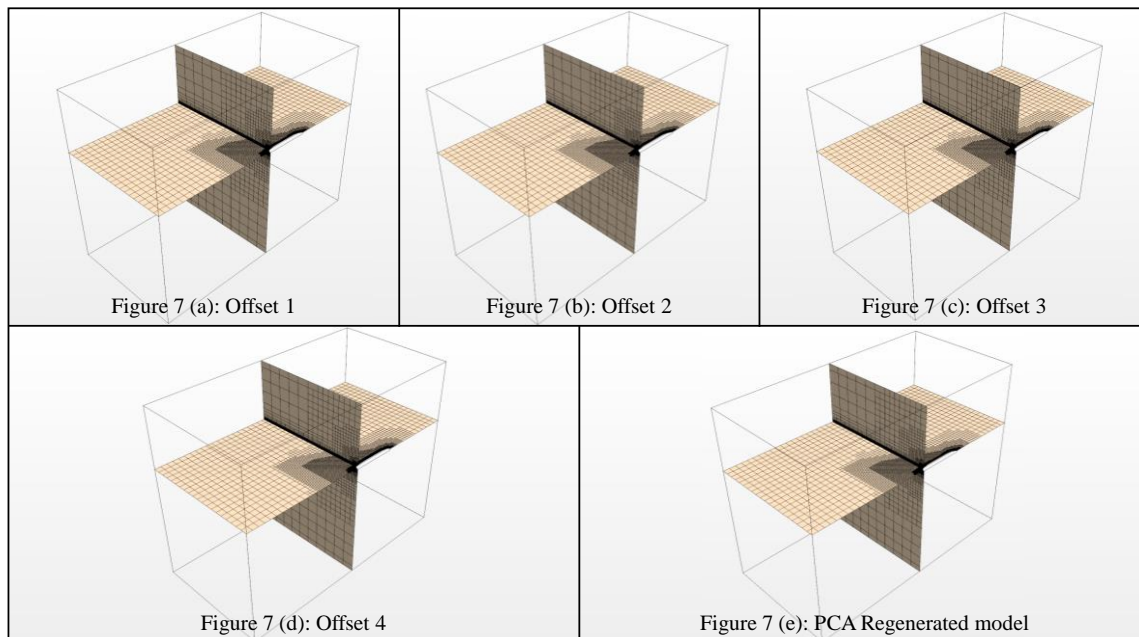 Figure 7 (a): Offset 1
Figure 7 (b): Offset 2
Figure 7 (c): Offset 3
Figure 7 (d): Offset 4
Figure 7 (e): PCA Regenerated model